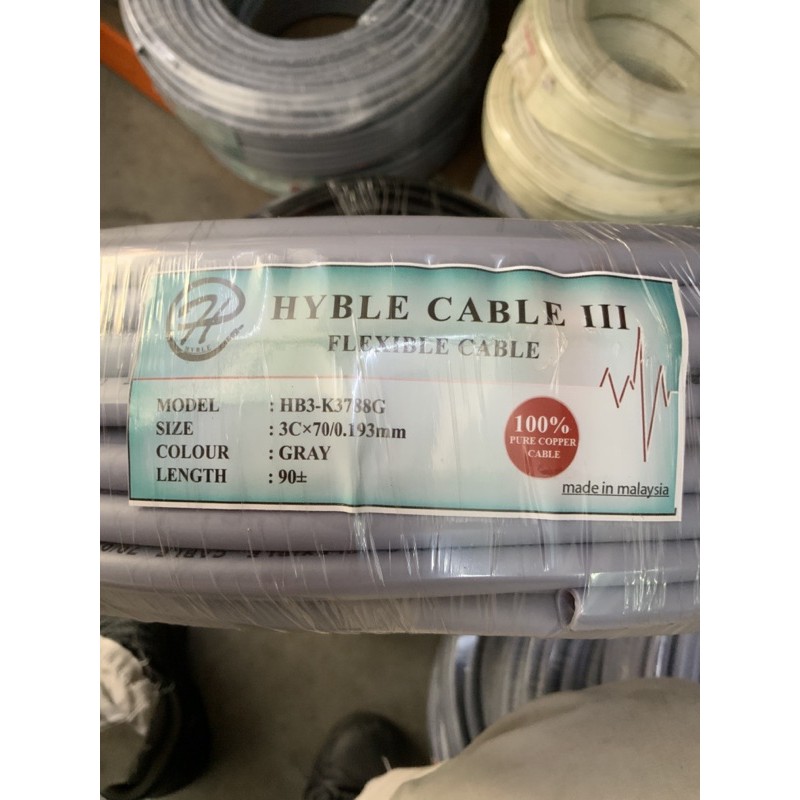 HYBLE CABLE III
FLEXIBLE CABLE
MODEL : HB3-K3788G
SIZE : 3C×70/0.193mm
COLOUR : GRAY
LENGTH : 90±
100%
PURE COPPER
CABLE
made in malaysia